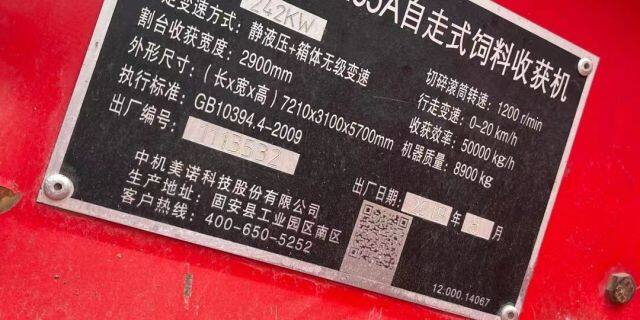 5A自走式饲料收获机
242KW
走变速方式：静液压+箱体无级变速
割台收获宽度：2900mm
外形尺寸：（长x宽x高）7210x3100x5700mm
执行标准：GB10394.4-2009
出厂编号：
切碎滚筒转速：1200 r/min
行走变速：0–20 km/h
收获效率：50000 kg/h
机器质量：8900 kg
出厂日期：年 月
中机美诺科技股份有限公司
生产地址：固安县工业园区南区
客户热线：400-650-5252
12.000.14067